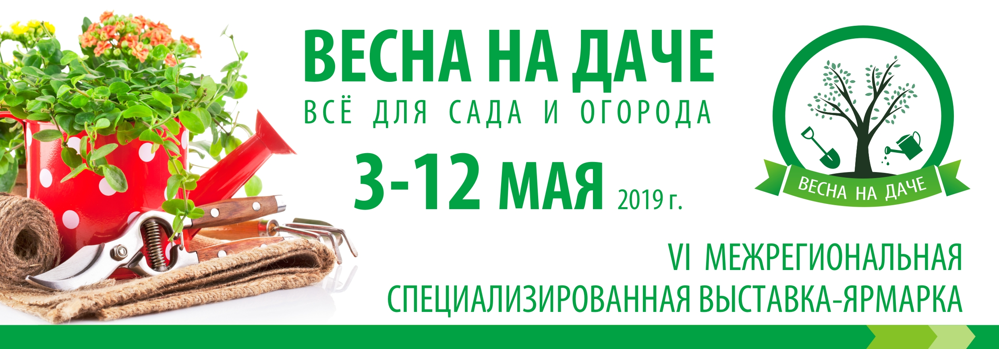 ВЕСНА НА ДАЧЕ
ВСЁ ДЛЯ САДА И ОГОРОДА
3-12 МАЯ 2019 г.
ВЕСНА НА ДАЧЕ
VI МЕЖРЕГИОНАЛЬНАЯ
СПЕЦИАЛИЗИРОВАННАЯ ВЫСТАВКА-ЯРМАРКА